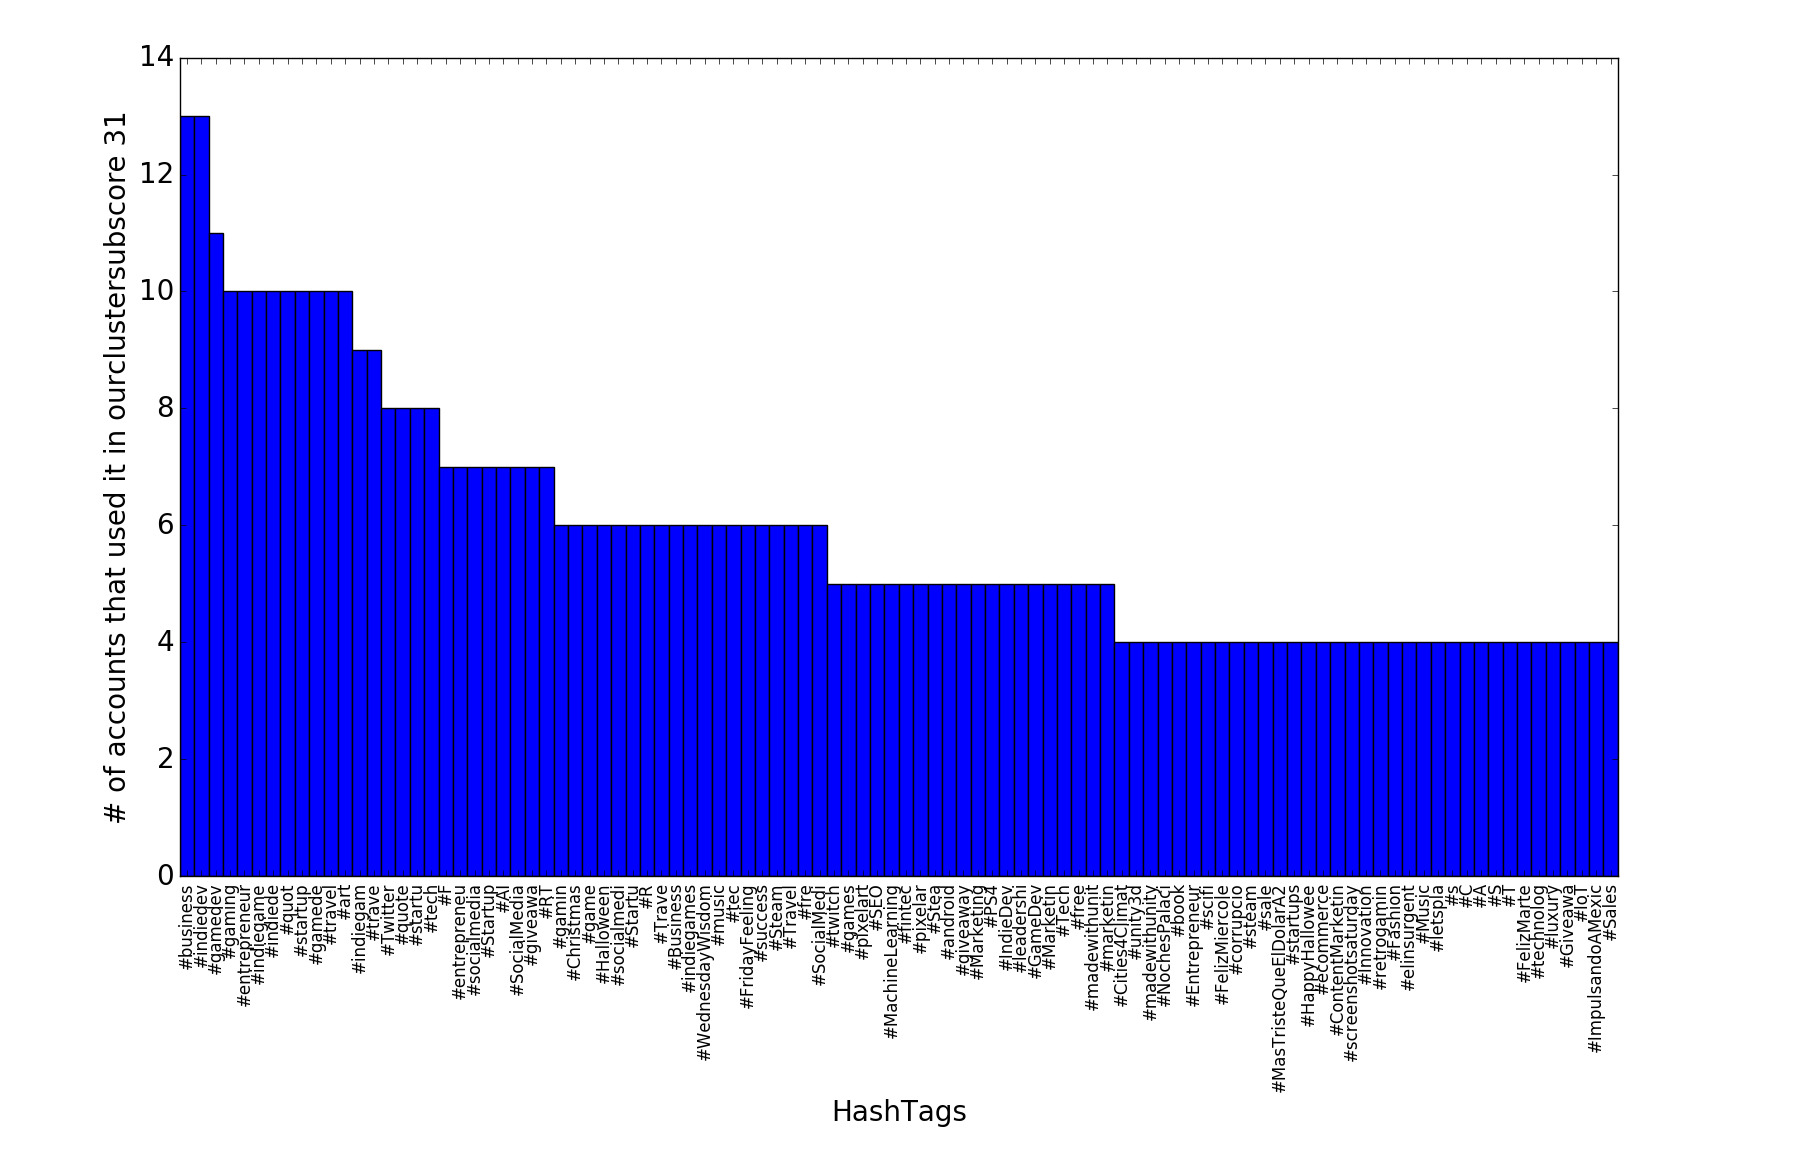 14
12
10
8
6
4
2
0
# of accounts that used it in ourclustersubscore 31
#business
#indiedev
#gamedev
#gaming
#entrepreneur
#indiegame
#indiede
#quot
#startup
#gamede
#travel
#art
#indiegam
#trave
#Twitter
#quote
#startu
#tech
#F
#entrepreneu
#socialmedia
#Startup
#AI
#SocialMedia
#giveawa
#RT
#gamin
#Christmas
#game
#Halloween
#socialmedi
#Startu
#R
#Trave
#Business
#indiegames
#WednesdayWisdom
#music
#tec
#FridayFeeling
#success
#Steam
#Travel
#fre
#SocialMedi
#twitch
#games
#pixelart
#SEO
#MachineLearning
#fintec
#pixelar
#Stea
#android
#giveaway
#Marketing
#PS4
#IndieDev
#leadershi
#GameDev
#Marketin
#Tech
#free
#madewithunit
#marketin
#Cities4Climat
#unity3d
#madewithunity
#NochesPalaci
#book
#Entrepreneur
#scifi
#FelizMiercole
#corrupcio
#steam
#sale
#MasTristeQueElDolarA2
#startups
#HappyHallowee
#ecommerce
#ContentMarketin
#screenshotsaturday
#Innovation
#retrogamin
#Fashion
#elinsurgent
#Music
#letspla
#s
#C
#A
#S
#T
#FelizMarte
#technolog
#luxury
#Giveawa
#IoT
#ImpulsandoAMexic
#Sales
HashTags